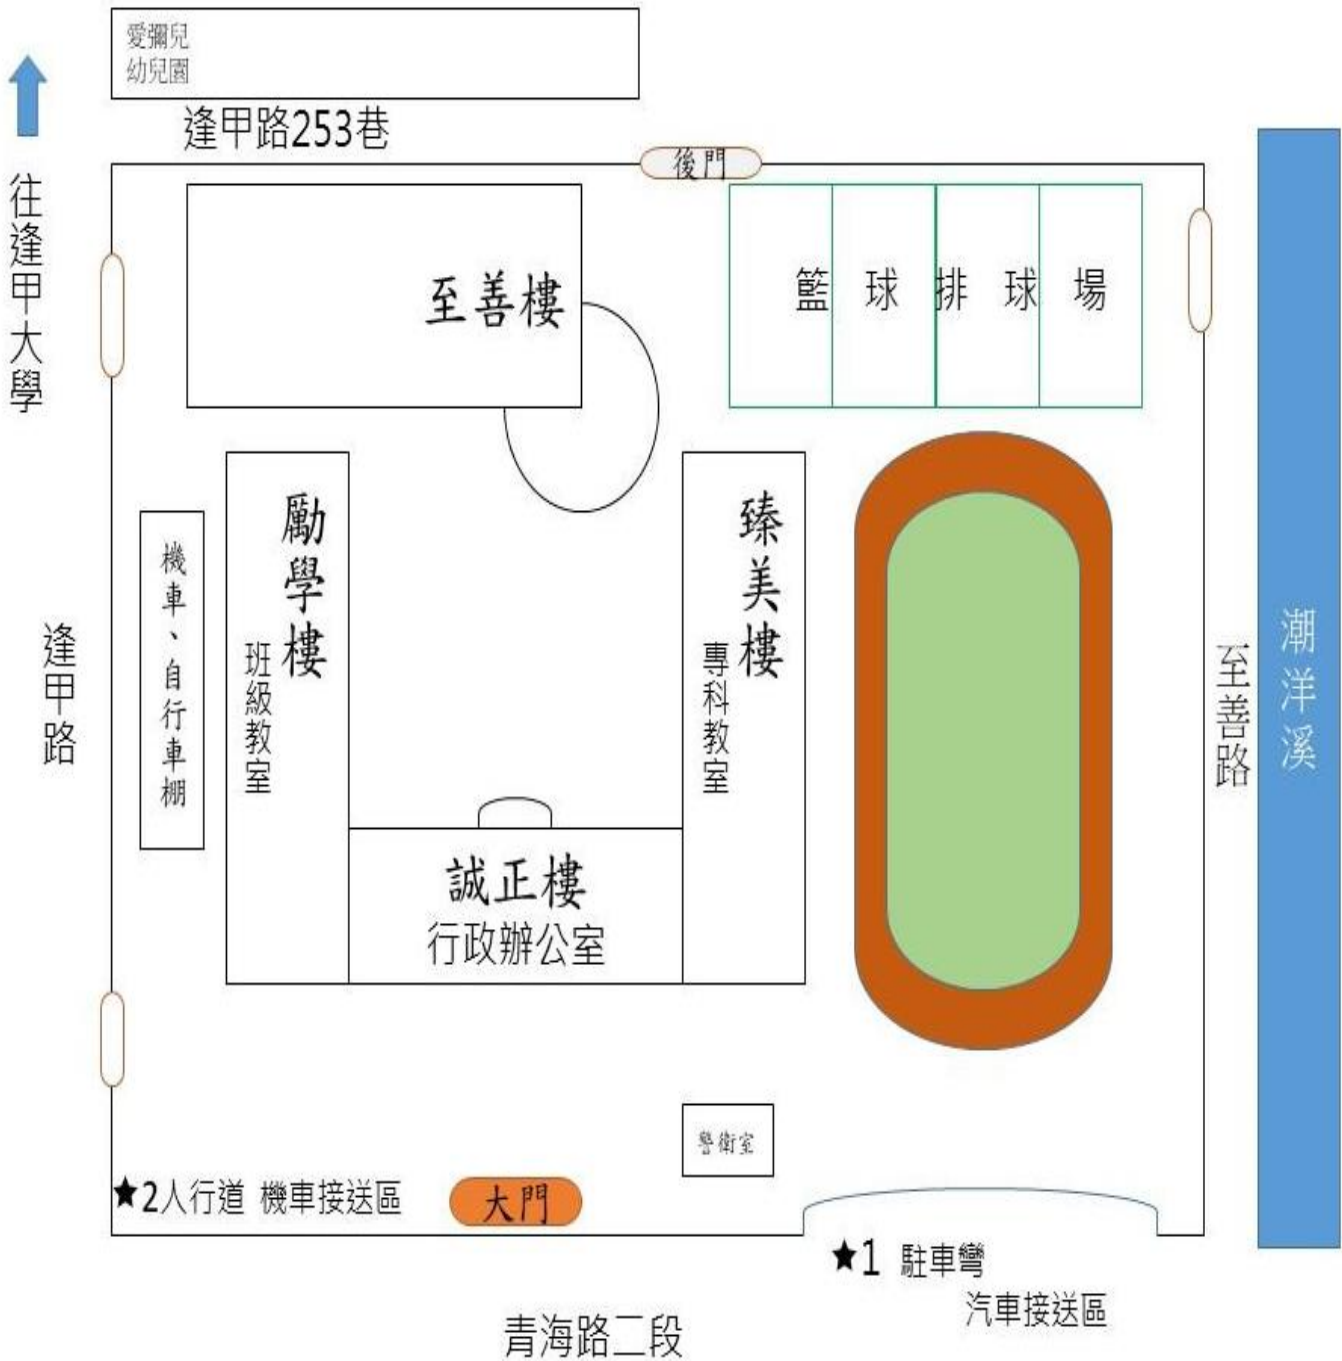 愛彌兒
幼兒園
逢甲路253巷
往逢甲大學
後門
至善樓
籃球排球場
勵學樓
班級教室
臻美樓
專科教室
機車、自行車棚
逢甲路
至善路
潮洋溪
誠正樓
行政辦公室
警衛室
★2人行道 機車接送區
大門
★1 駐車彎
汽車接送區
青海路二段